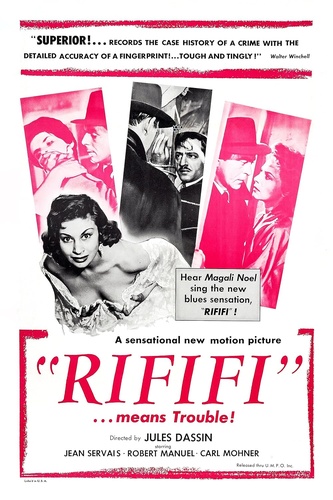 "SUPERIOR!... RECORDS THE CASE HISTORY OF A CRIME WITH THE
DETAILED ACCURACY OF A FINGERPRINT!...TOUGH AND TINGLY!"
Walter Winchell
Hear Magali Noel
sing the new
blues sensation,
"RIFIFI"!
A sensational new motion picture
"RIFIFI"
...means Trouble!
Directed by JULES DASSIN
starring
JEAN SERVAIS • ROBERT MANUEL • CARL MOHNER
Released thru U.M.P.O. Inc.